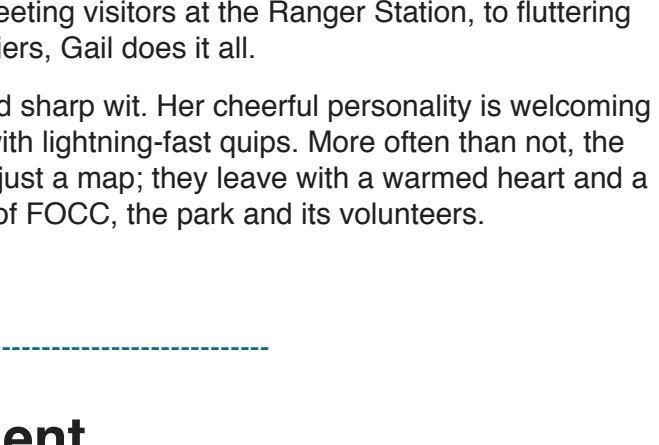 eeting visitors at the Ranger Station, to fluttering
iers, Gail does it all.
d sharp wit. Her cheerful personality is welcoming
with lightning-fast quips. More often than not, the
just a map; they leave with a warmed heart and a
of FOCC, the park and its volunteers.
---------------------------
ent